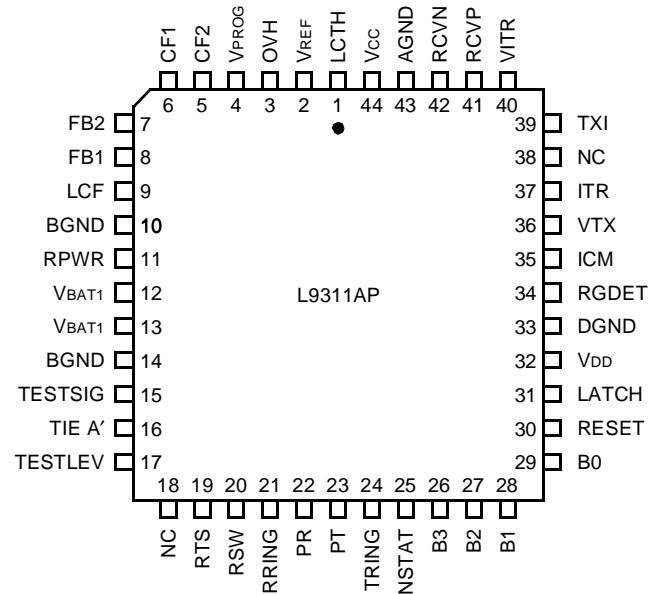 CF1
CF2
VPROG
OVH
VREF
LCTH
VCC
AGND
RCVN
RCVP
VITR
6 5 4 3 2 1 44 43 42 41 40
FB2 7
FB1 8
LCF 9
BGND 10
RPWR 11
VBAT1 12
VBAT1 13
BGND 14
TESTSIG 15
TIE A′ 16
TESTLEV 17
L9311AP
39 TXI
38 NC
37 ITR
36 VTX
35 ICM
34 RGDET
33 DGND
32 VDD
31 LATCH
30 RESET
29 B0
18 19 20 21 22 23 24 25 26 27 28
NC
RTS
RSW
RRING
PR
PT
TRING
NSTAT
B3
B2
B1